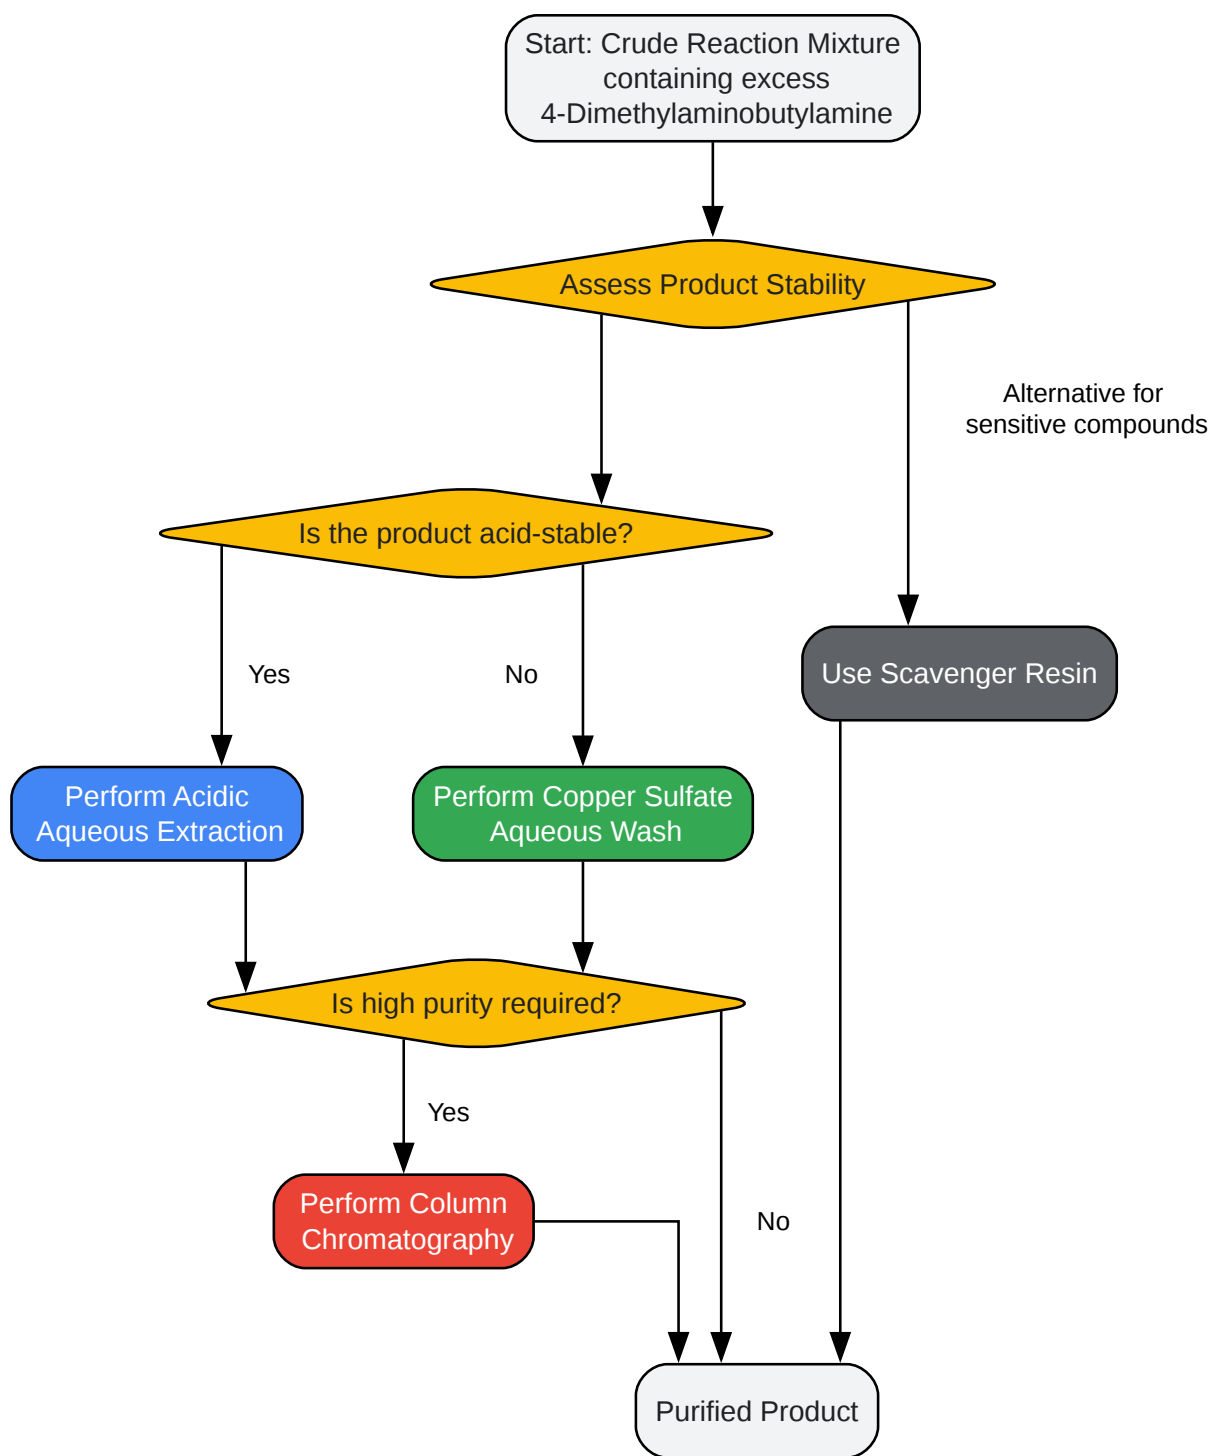 Start: Crude Reaction Mixture
containing excess
4-Dimethylaminobutylamine
Assess Product Stability
Alternative for
sensitive compounds
Is the product acid-stable?
Yes
No
Use Scavenger Resin
Perform Acidic
Aqueous Extraction
Perform Copper Sulfate
Aqueous Wash
Is high purity required?
Yes
Perform Column
Chromatography
No
Purified Product